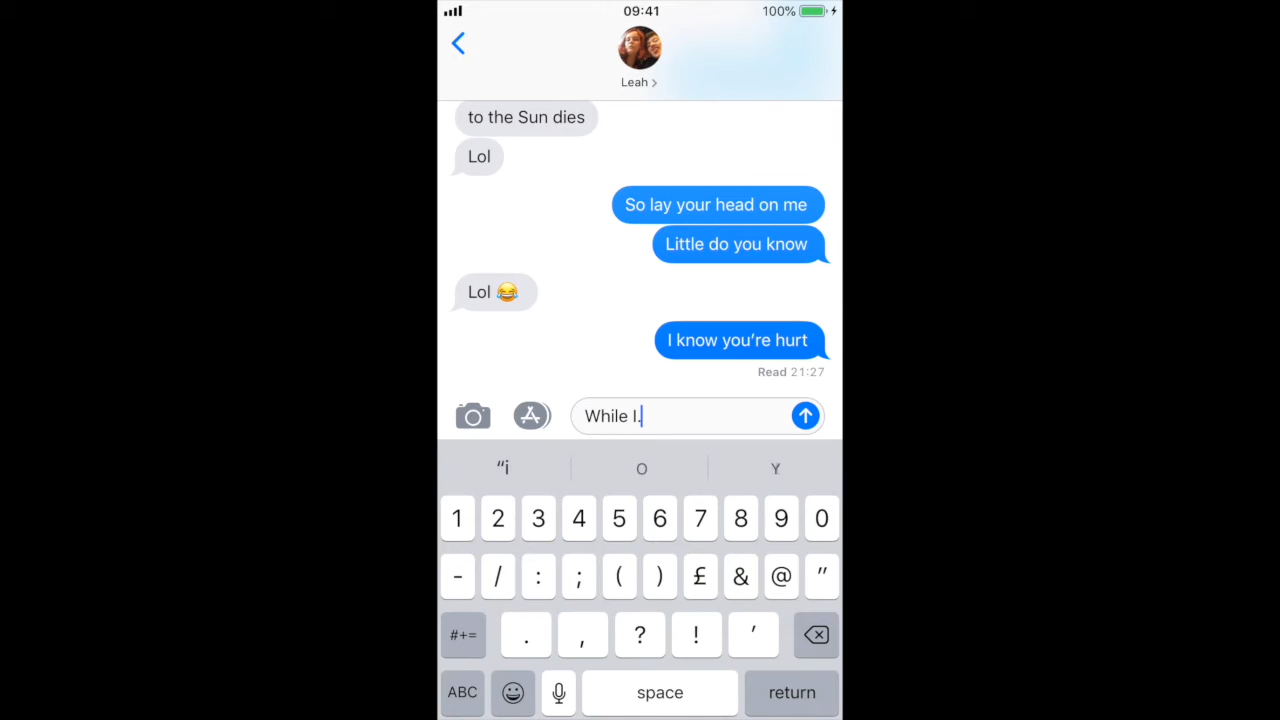 09:41
100%
Leah >
to the Sun dies
Lol
So lay your head on me
Little do you know
Lol 😂
I know you’re hurt
Read 21:27
While I.
“i O Y
1 2 3 4 5 6 7 8 9 0
- / : ; ( ) £ & @ ”
#+= . , ? ! ’
ABC space return